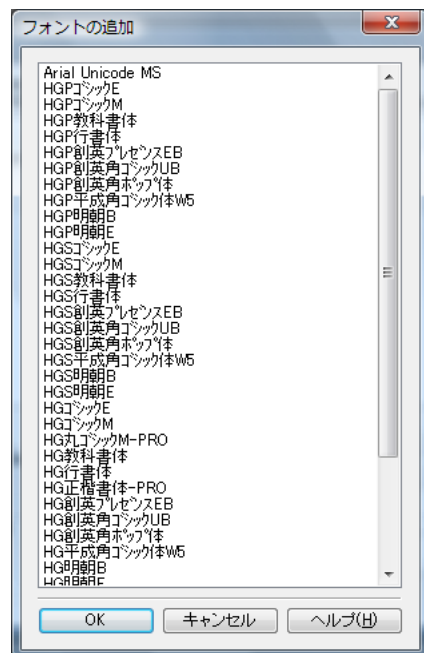 フォントの追加
Arial Unicode MS
HGPｺﾞｼｯｸE
HGPｺﾞｼｯｸM
HGP教科書体
HGP行書体
HGP創英ﾌﾟﾚｾﾞﾝｽEB
HGP創英角ｺﾞｼｯｸUB
HGP創英角ﾎﾟｯﾌﾟ体
HGP平成角ｺﾞｼｯｸ体W5
HGP明朝B
HGP明朝E
HGSｺﾞｼｯｸE
HGSｺﾞｼｯｸM
HGS教科書体
HGS行書体
HGS創英ﾌﾟﾚｾﾞﾝｽEB
HGS創英角ｺﾞｼｯｸUB
HGS創英角ﾎﾟｯﾌﾟ体
HGS平成角ｺﾞｼｯｸ体W5
HGS明朝B
HGS明朝E
HGｺﾞｼｯｸE
HGｺﾞｼｯｸM
HG丸ｺﾞｼｯｸM-PRO
HG教科書体
HG行書体
HG正楷書体-PRO
HG創英ﾌﾟﾚｾﾞﾝｽEB
HG創英角ｺﾞｼｯｸUB
HG創英角ﾎﾟｯﾌﾟ体
HG平成角ｺﾞｼｯｸ体W5
HG明朝B
HG明朝E
OK キャンセル ヘルプ(H)